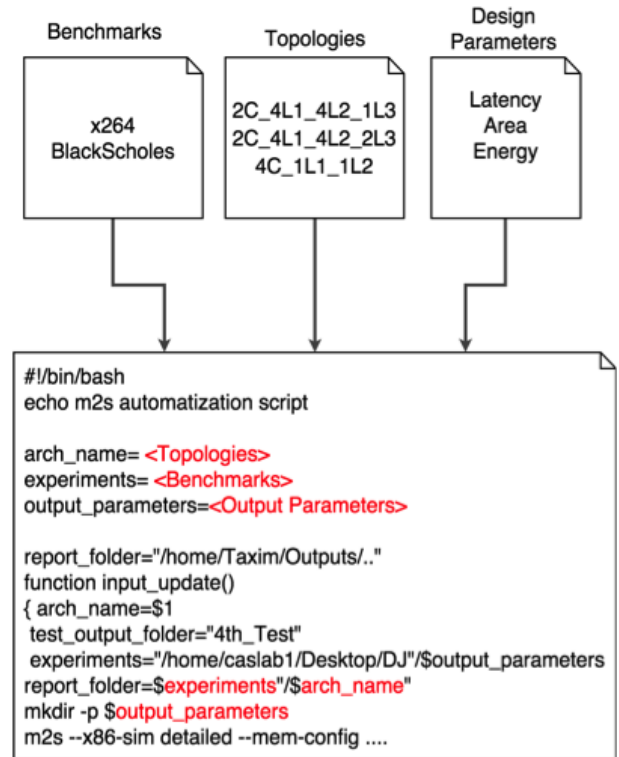 Benchmarks
Topologies
Design
Parameters
x264
BlackScholes
2C_4L1_4L2_1L3
2C_4L1_4L2_2L3
4C_1L1_1L2
Latency
Area
Energy
#!/bin/bash
echo m2s automatization script
arch_name= <Topologies>
experiments= <Benchmarks>
output_parameters=<Output Parameters>
report_folder="/home/Taxim/Outputs/.."
function input_update()
{ arch_name=$1
test_output_folder="4th_Test"
experiments="/home/caslab1/Desktop/DJ"/$output_parameters
report_folder=$experiments"/$arch_name"
mkdir -p $output_parameters
m2s --x86-sim detailed --mem-config ....